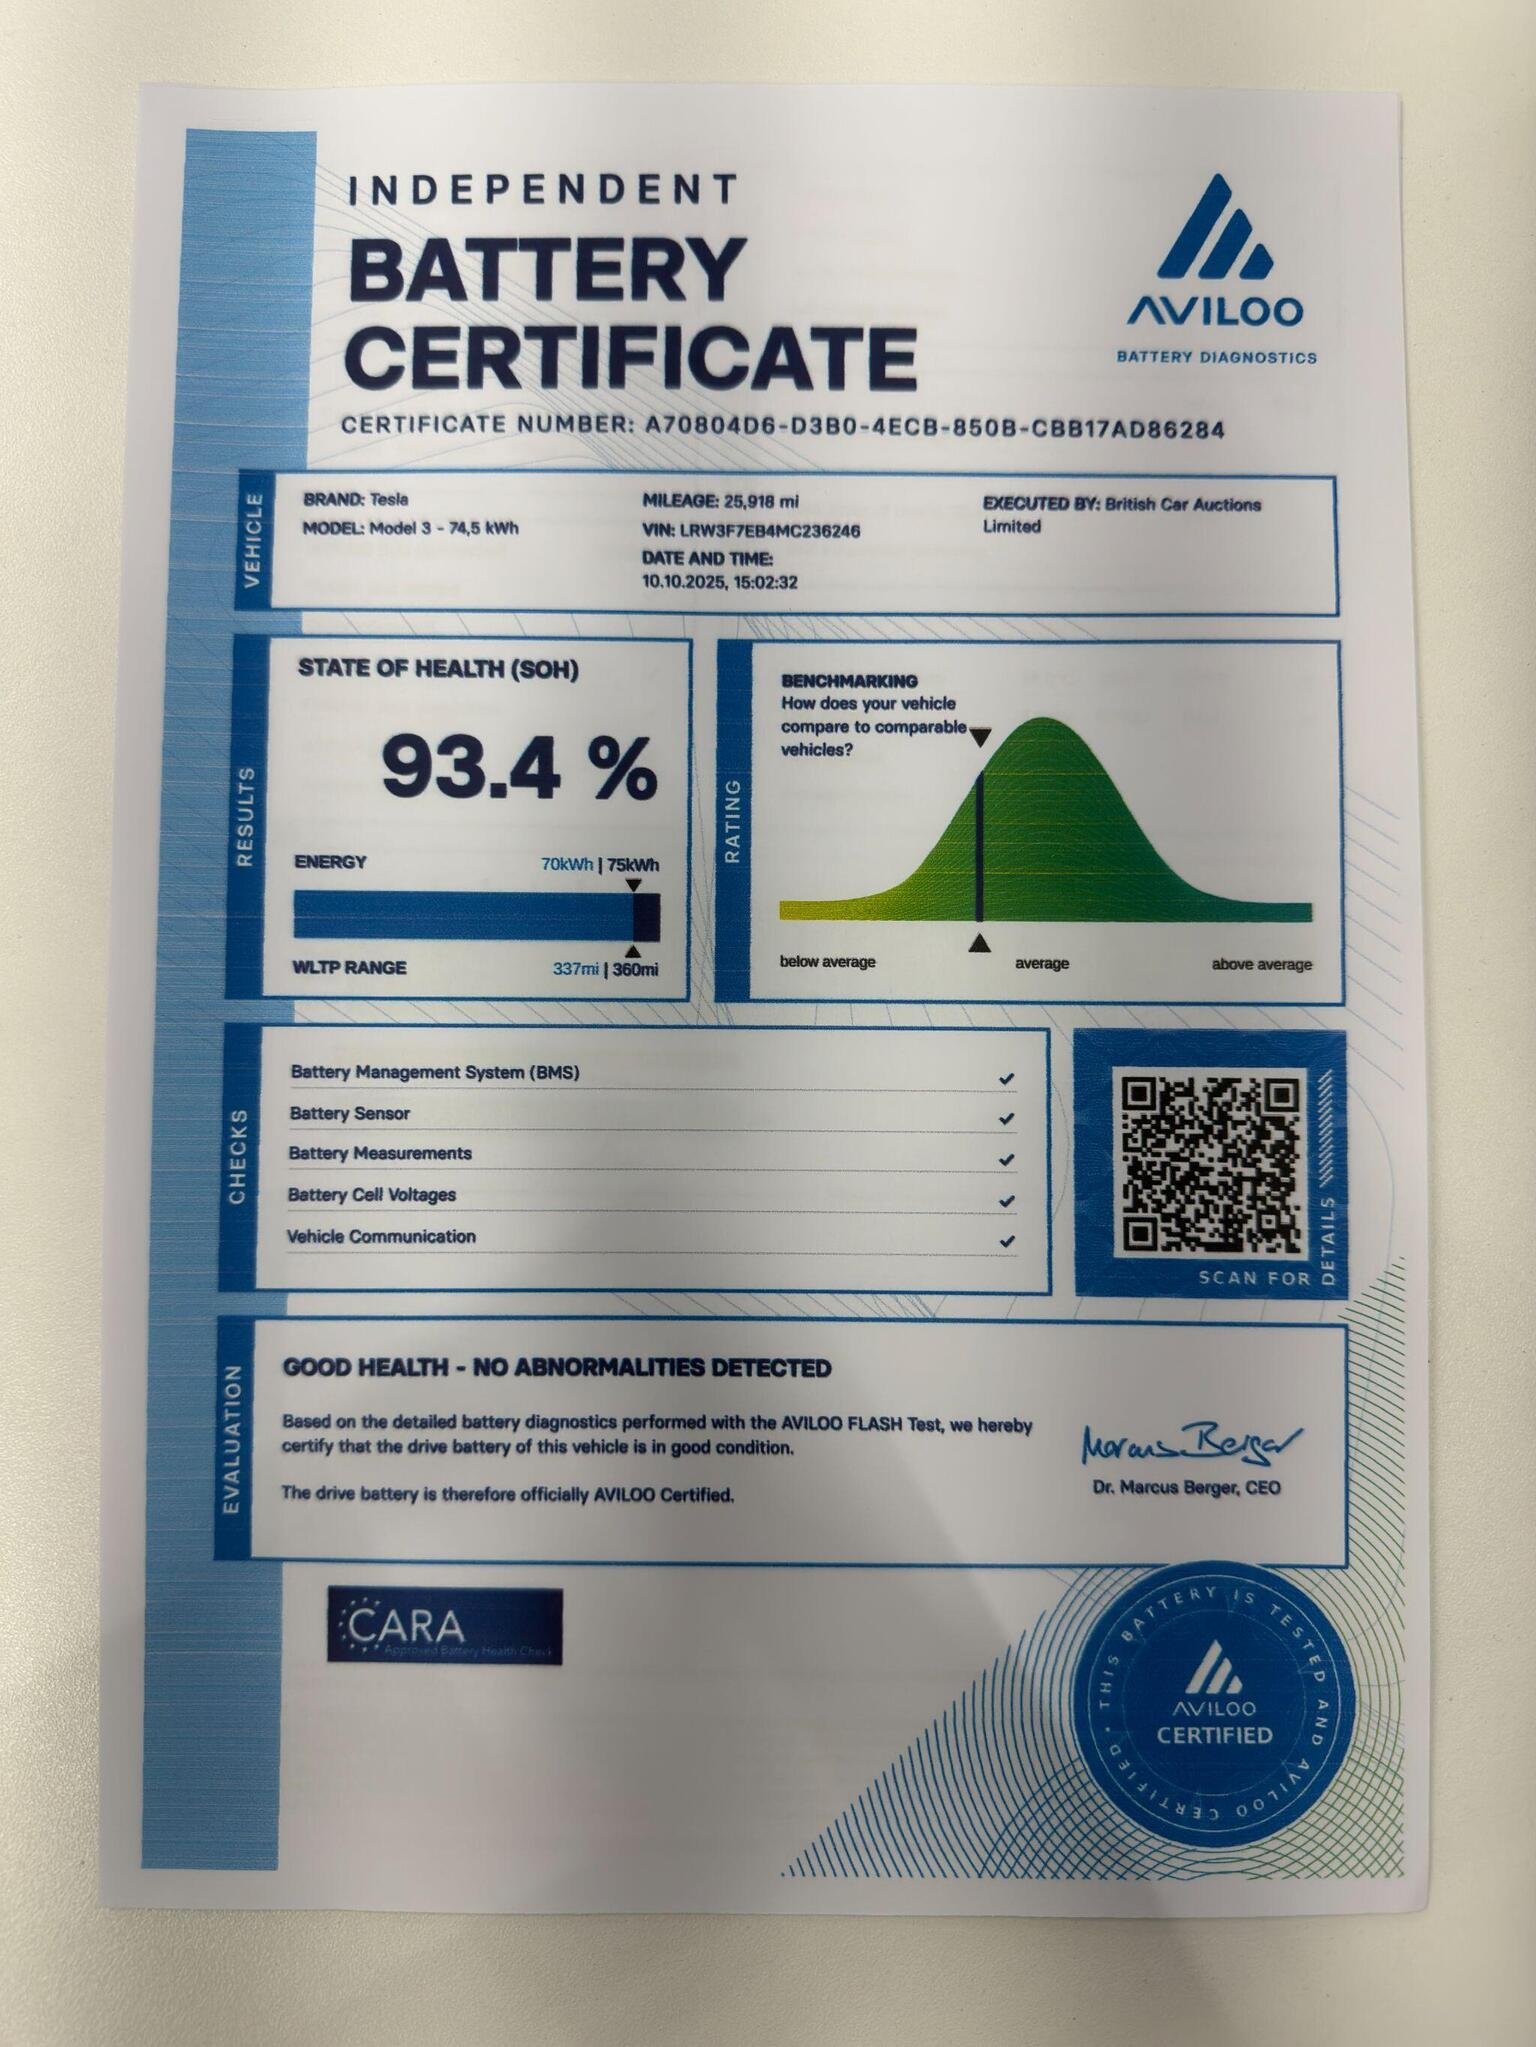 INDEPENDENT
BATTERY
CERTIFICATE
CERTIFICATE NUMBER: A70804D6-D3B0-4ECB-850B-CBB17AD86284
AVILOO
BATTERY DIAGNOSTICS
VEHICLE
BRAND: Tesla
MODEL: Model 3 - 74,5 kWh
MILEAGE: 25,918 mi
VIN: LRW3F7EB4MC236246
DATE AND TIME:
10.10.2025, 15:02:32
EXECUTED BY: British Car Auctions
Limited
RESULTS
STATE OF HEALTH (SOH)
93.4 %
ENERGY
70kWh | 75kWh
WLTP RANGE
337mi | 360mi
RATING
BENCHMARKING
How does your vehicle
compare to comparable
vehicles?
below average
average
above average
CHECKS
Battery Management System (BMS)
Battery Sensor
Battery Measurements
Battery Cell Voltages
Vehicle Communication
SCAN FOR
DETAILS
EVALUATION
GOOD HEALTH - NO ABNORMALITIES DETECTED
Based on the detailed battery diagnostics performed with the AVILOO FLASH Test, we hereby
certify that the drive battery of this vehicle is in good condition.
The drive battery is therefore officially AVILOO Certified.
Marcus Berger
Dr. Marcus Berger, CEO
CARA
Approved Battery Health Check
THIS BATTERY IS TESTED AND AVILOO CERTIFIED •
AVILOO
CERTIFIED